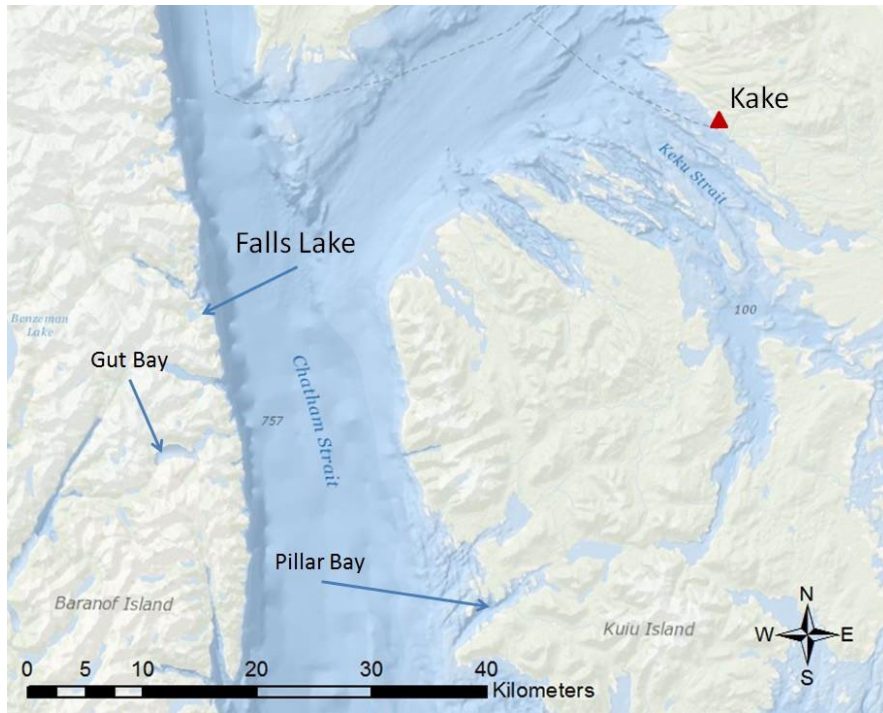 Kake
Keku Strait
Falls Lake
Benzeman
Lake
100
Gut Bay
Chatham Strait
757
Pillar Bay
Baranof Island
Kuiu Island
N
W E
S
0 5 10 20 30 40
Kilometers